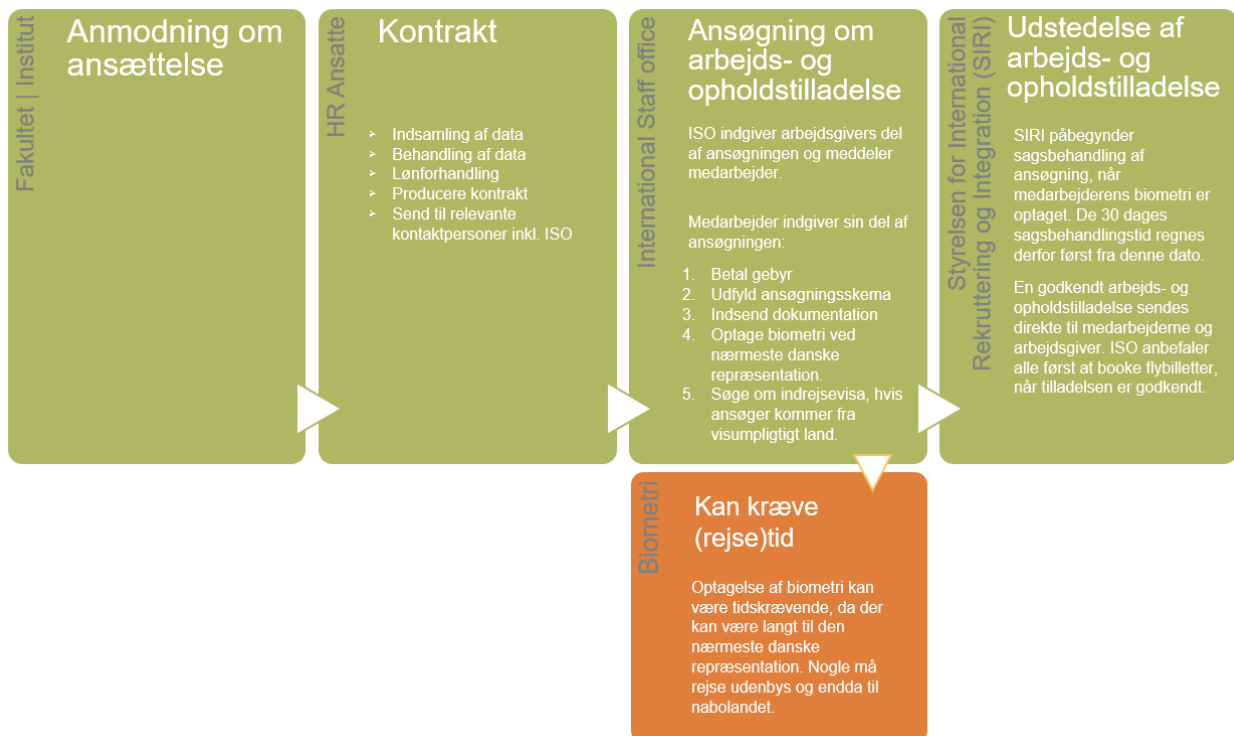 Fakultet | Institut
Anmodning om
ansættelse
HR Ansatte
Kontrakt
➢ Indsamling af data
➢ Behandling af data
➢ Lønforhandling
➢ Producere kontrakt
➢ Send til relevante
kontaktpersoner inkl. ISO
International Staff office
Ansøgning om
arbejds- og
opholdstilladelse
ISO indgiver arbejdsgivers del
af ansøgningen og meddeler
medarbejder.
Medarbejder indgiver sin del af
ansøgningen:
1. Betal gebyr
2. Udfyld ansøgningsskema
3. Indsend dokumentation
4. Optage biometri ved
nærmeste danske
repræsentation.
5. Søge om indrejsevisa, hvis
ansøger kommer fra
visumpligtigt land.
Styrelsen for International
Rekruttering og Integration (SIRI)
Udstedelse af
arbejds- og
opholdstilladelse
SIRI påbegynder
sagsbehandling af
ansøgning, når
medarbejderens biometri er
optaget. De 30 dages
sagsbehandlingstid regnes
derfor først fra denne dato.
En godkendt arbejds- og
opholdstilladelse sendes
direkte til medarbejderne og
arbejdsgiver. ISO anbefaler
alle først at booke flybilletter,
når tilladelsen er godkendt.
Biometri
Kan kræve
(rejse)tid
Optagelse af biometri kan
være tidskrævende, da der
kan være langt til den
nærmeste danske
repræsentation. Nogle må
rejse udenbys og endda til
nabolandet.